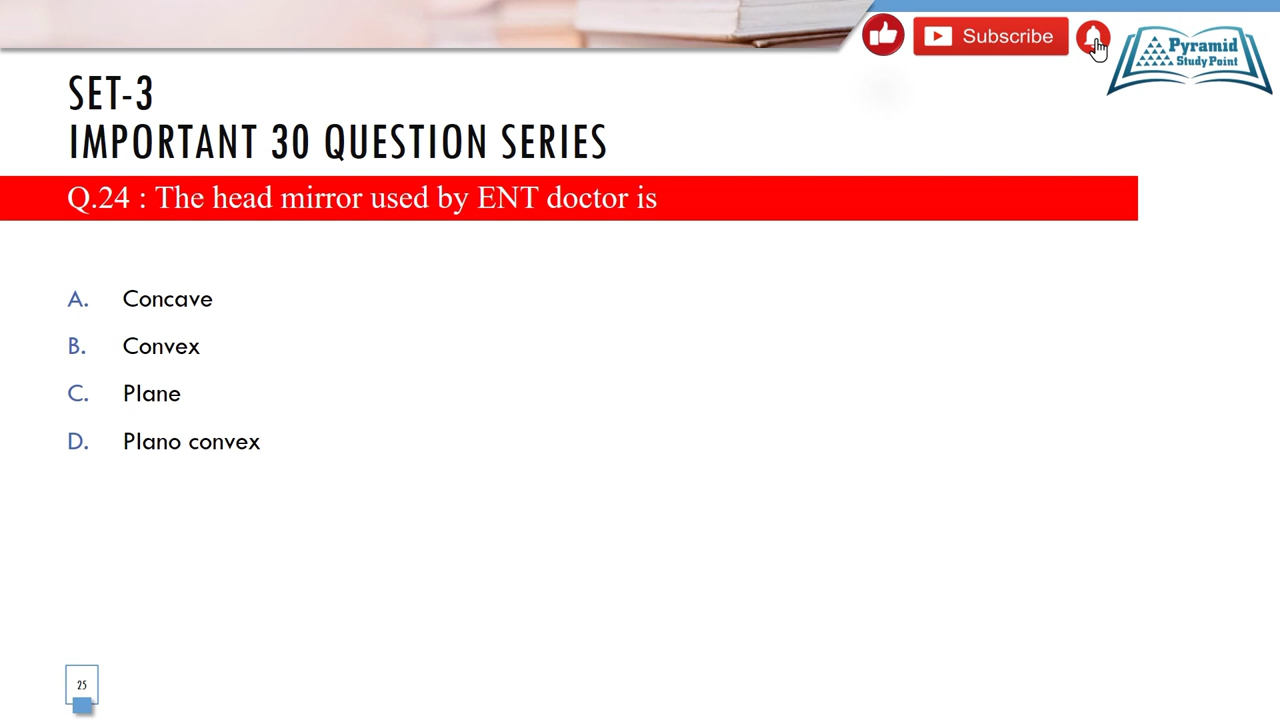 Subscribe
Pyramid
Study Point
SET-3
IMPORTANT 30 QUESTION SERIES
Q.24 : The head mirror used by ENT doctor is
A. Concave
B. Convex
C. Plane
D. Plano convex
25